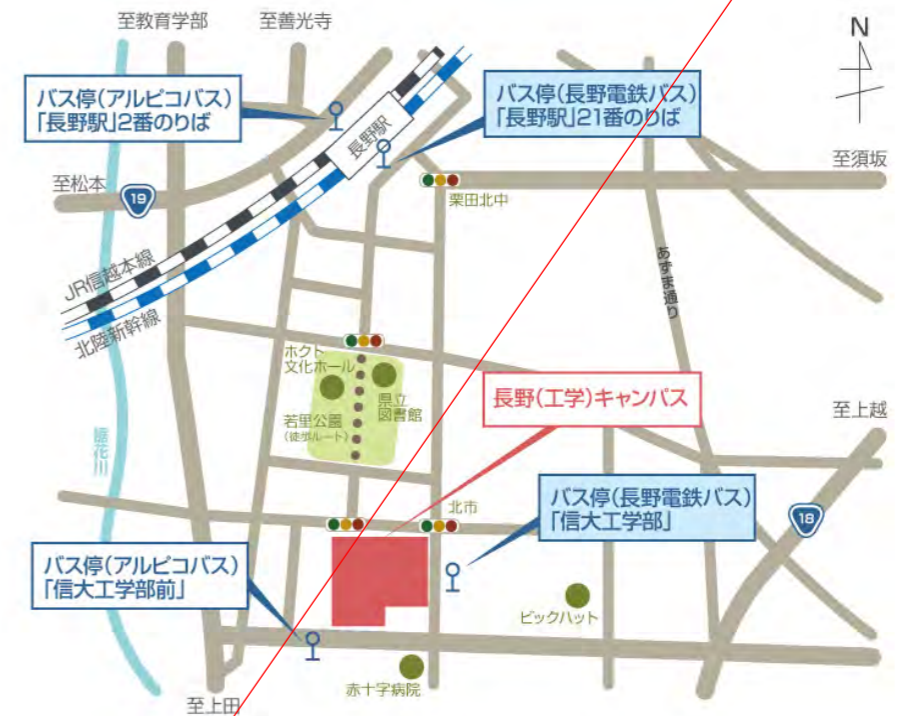 至教育学部
至善光寺
N
バス停(アルピコバス)
「長野駅」2番のりば
バス停(長野電鉄バス)
「長野駅」21番のりば
長野駅
至須坂
至松本
19
栗田北中
JR信越本線
北陸新幹線
あずま通り
ホクト
文化ホール
県立
図書館
若里公園
(徒歩ルート)
長野(工学)キャンパス
至上越
裾花川
北市
バス停(長野電鉄バス)
「信大工学部」
18
バス停(アルピコバス)
「信大工学部前」
ビックハット
赤十字病院
至上田